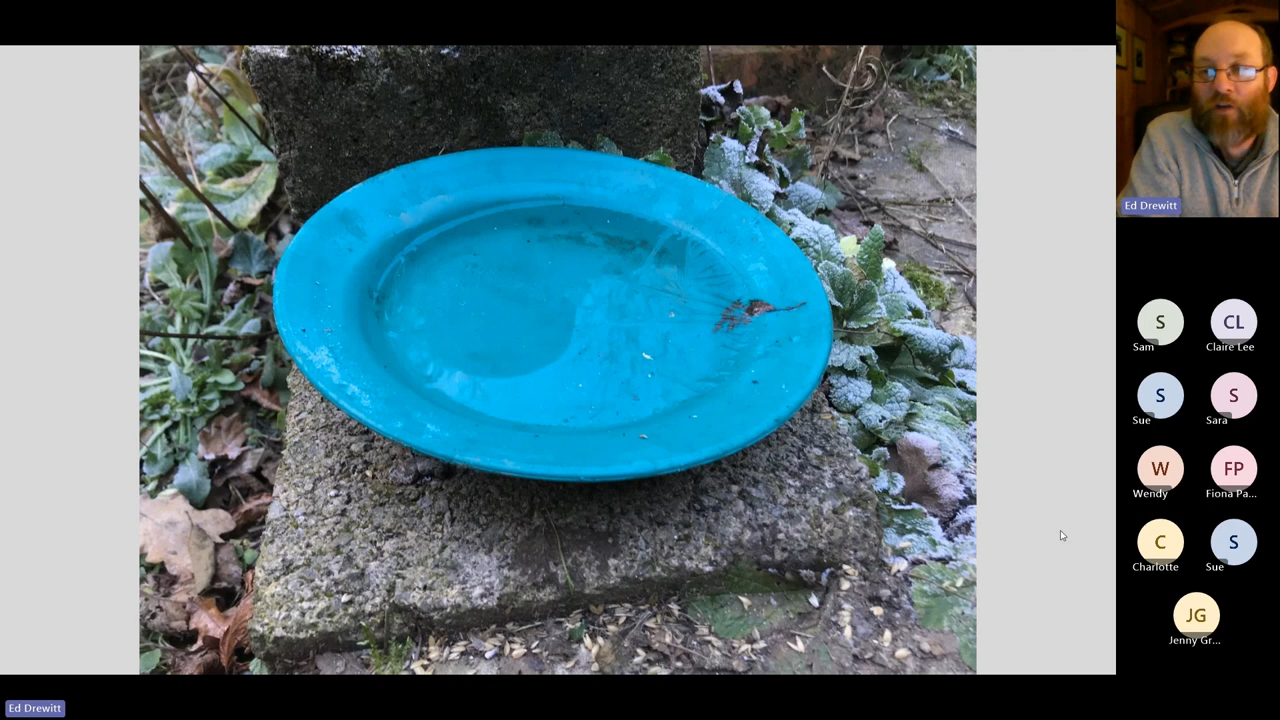 Ed Drewitt
S
CL
Sam
Claire Lee
S
S
Sue
Sara
W
FP
Wendy
Fiona Pa...
C
S
Charlotte
Sue
JG
Jenny Gr...
Ed Drewitt